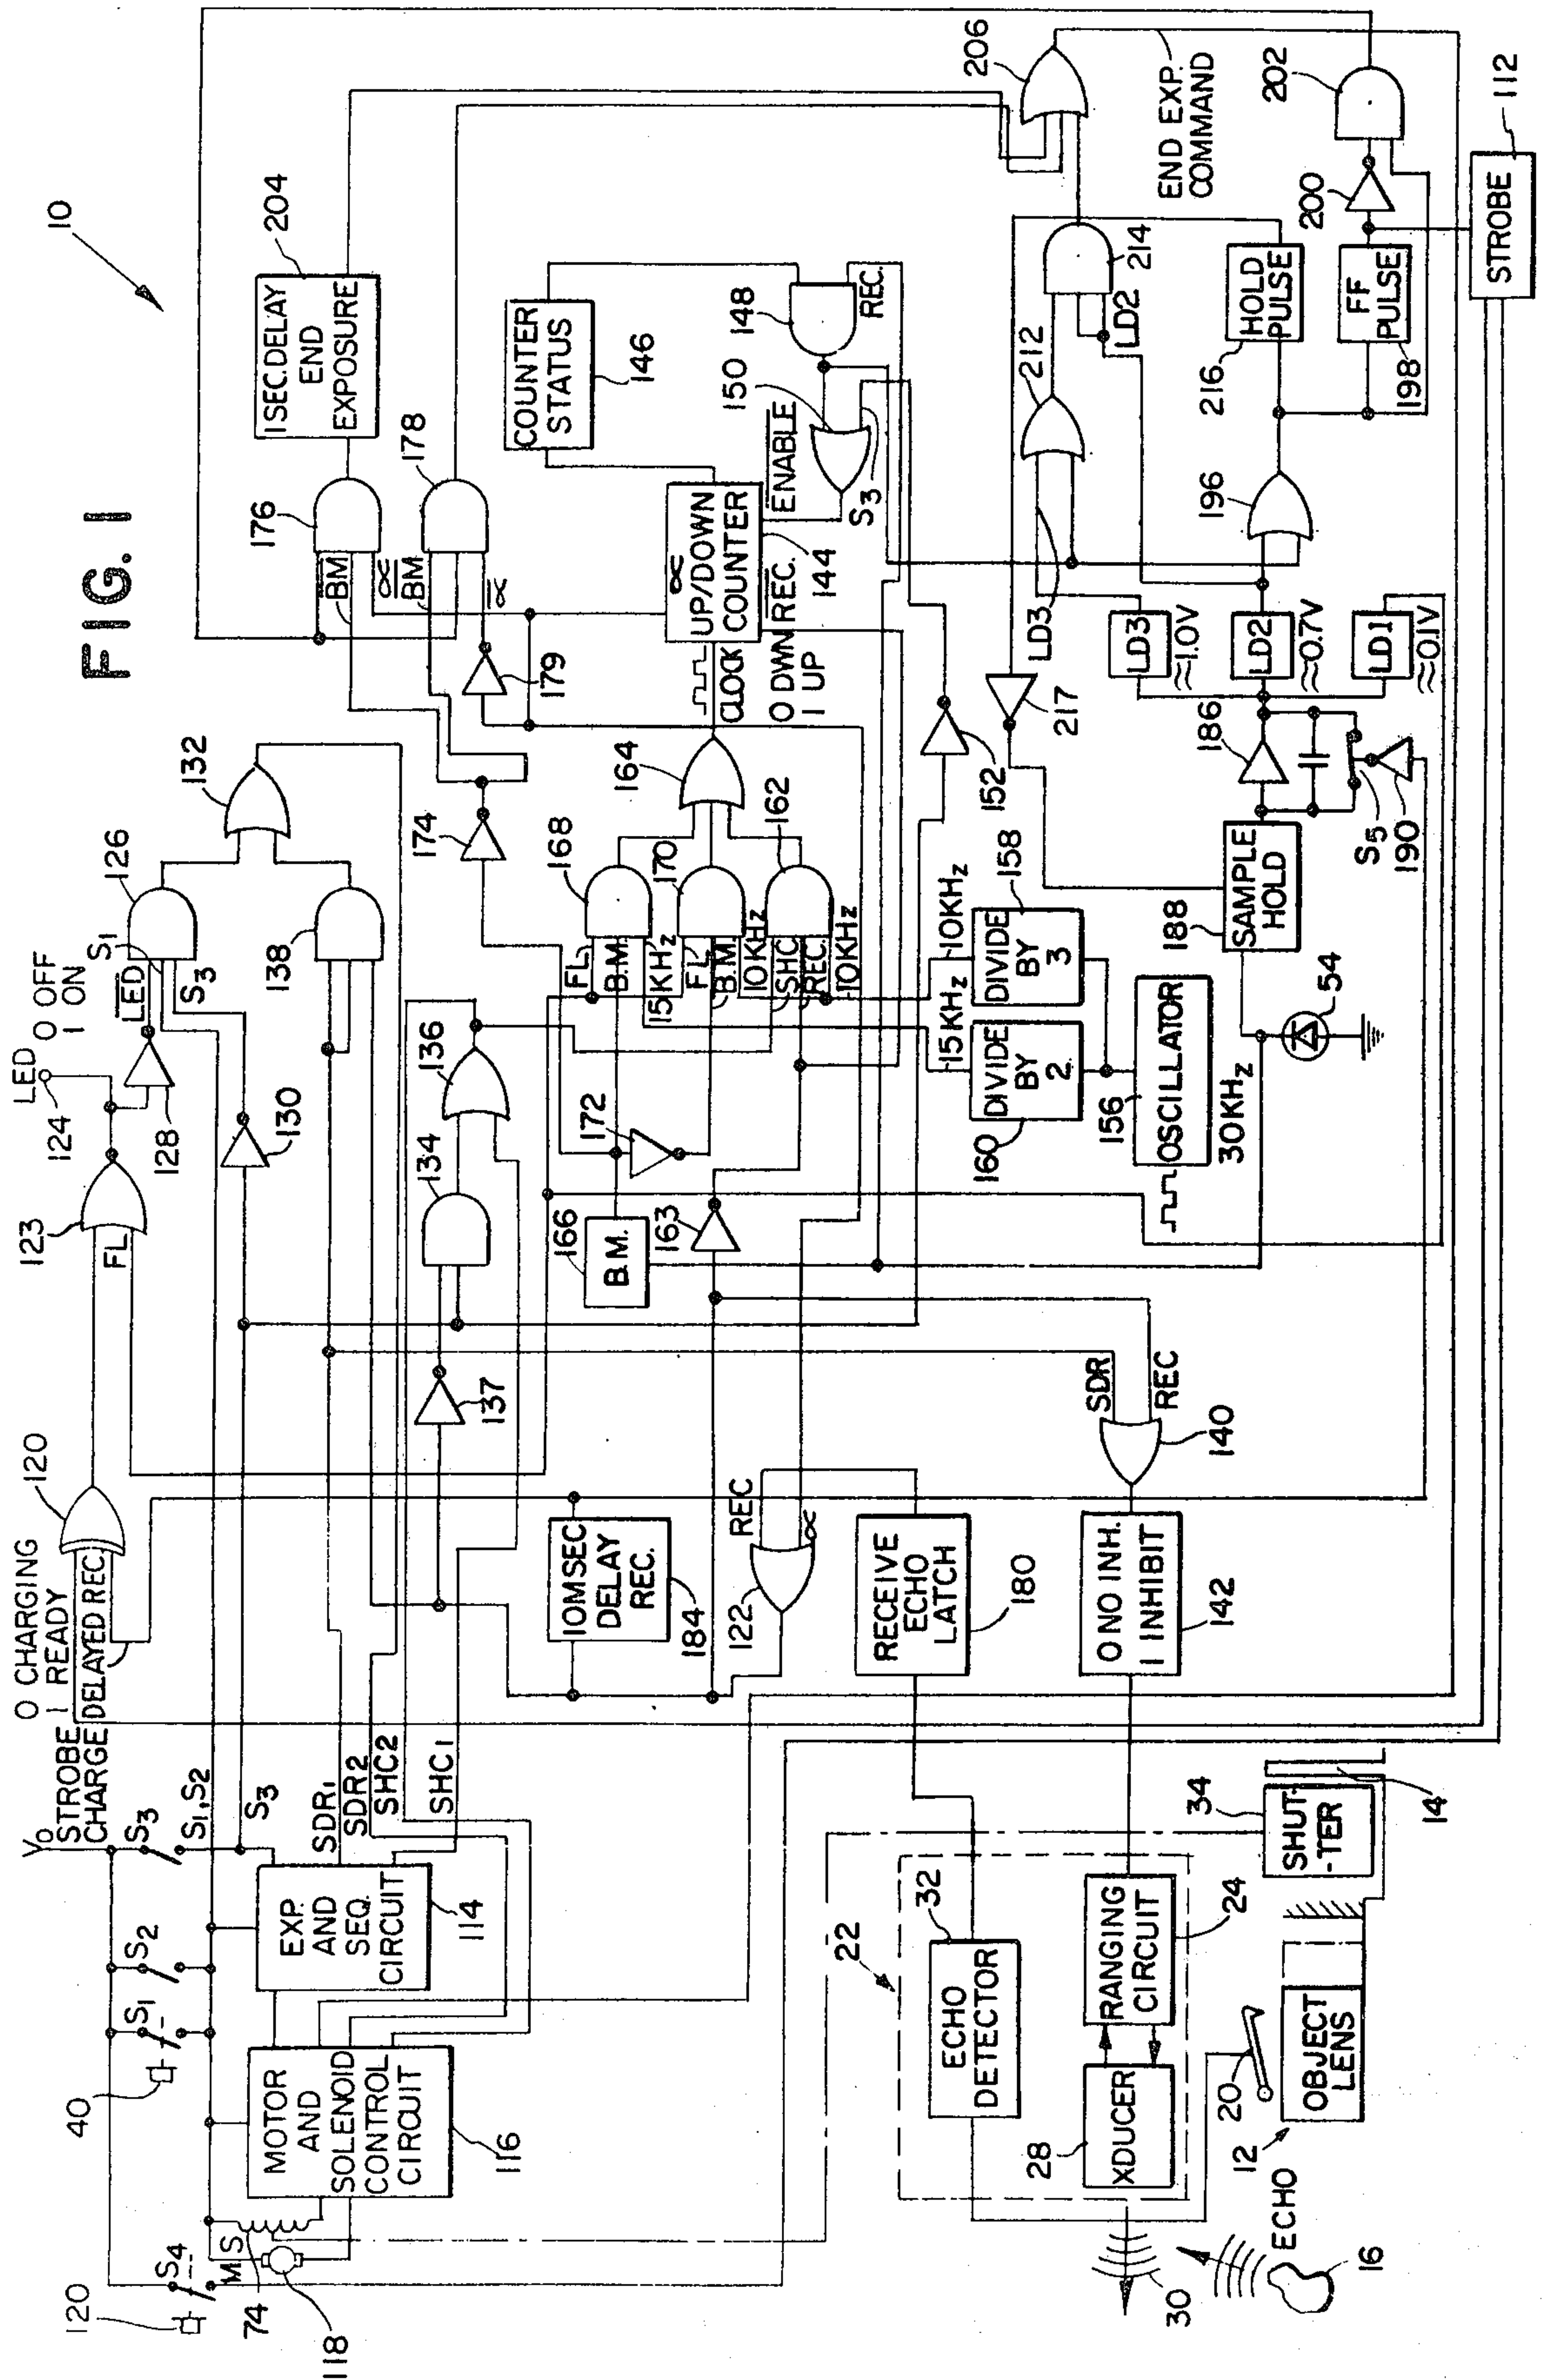 FIG. 1
10
0 CHARGING
1 READY
STROBE
CHARGE
DELAYED REC.
120
FL
123
LED
0 OFF
1 ON
124
128
LED
S1
S3
126
130
132
138
V0
S3
S2
S1
S1,S2
S3
40
S4
120
M
S
74
118
MOTOR
AND
SOLENOID
CONTROL
CIRCUIT
116
EXP.
AND
SEQ.
CIRCUIT
114
SDR1
SDR2
SHC2
SHC1
137
134
136
10MSEC
DELAY
REC.
184
122
REC
α
RECEIVE
ECHO
LATCH
180
0 NO INH.
1 INHIBIT
142
140
SDR
REC
B.M.
166
163
172
174
168
FL
B.M.
15KHz
170
FL
B.M.
10KHz
162
SHC
REC.
10KHz
164
176
BM
α
178
BM
α
179
1SEC.DELAY
END
EXPOSURE
204
COUNTER
STATUS
146
α
UP/DOWN
COUNTER
144
CLOCK
0 DWN
1 UP
REC.
ENABLE
150
S3
148
REC.
152
15KHz
10KHz
DIVIDE
BY
2
160
DIVIDE
BY
3
158
156
OSCILLATOR
30KHz
54
188
SAMPLE
HOLD
186
S5
190
217
LD3
LD3
≈1.0V
LD2
≈0.7V
LD1
≈0.1V
212
214
LD2
196
216
HOLD
PULSE
FF
PULSE
198
200
202
206
END EXP.
COMMAND
STROBE
112
22
ECHO
DETECTOR
32
RANGING
CIRCUIT
24
28
XDUCER
30
ECHO
16
12
20
OBJECT
LENS
34
SHUT-
-TER
14